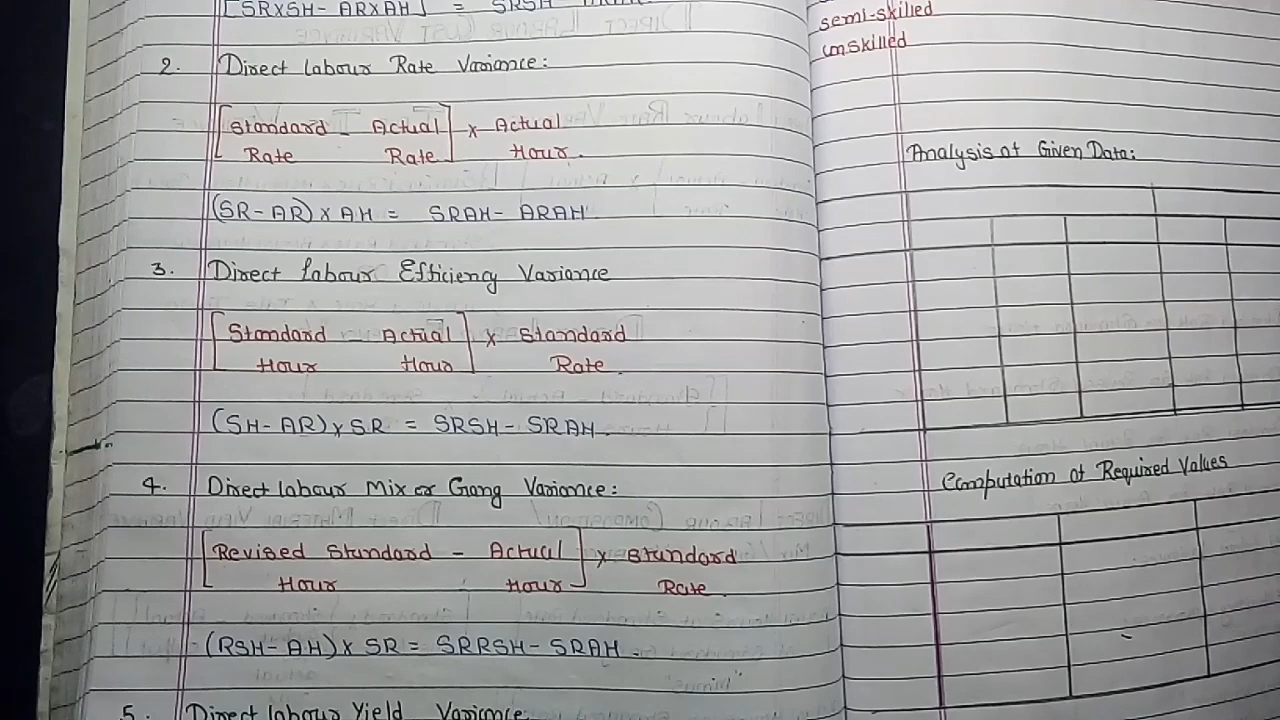 [SRXSH- ARXAH] = SRSH
2. Direct labour Rate Variance:
[Standard - Actual] x Actual
Rate Rate Hour.
(SR-AR) x AH = SRAH- ARAH
3. Direct labour Efficiency Variance
[Standard - Actual] x Standard
Hour Hour Rate.
(SH-AR) x SR = SRSH- SRAH.
4. Direct labour Mix or Gang Variance:
[Revised Standard - Actual] x Standard
Hour Hour Rate.
(RSH-AH) x SR = SRRSH- SRAH.
5. Direct labour Yield Variance
semi-skilled
unskilled
Analysis of Given Data:
Computation of Required Values